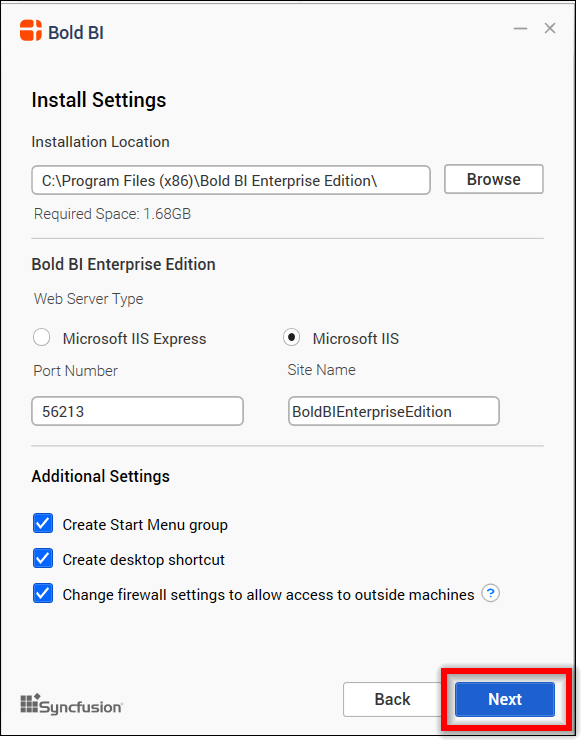 Bold BI
Install Settings
Installation Location
C:\Program Files (x86)\Bold BI Enterprise Edition\ Browse
Required Space: 1.68GB
Bold BI Enterprise Edition
Web Server Type
Microsoft IIS Express Microsoft IIS
Port Number Site Name
56213 BoldBIEnterpriseEdition
Additional Settings
Create Start Menu group
Create desktop shortcut
Change firewall settings to allow access to outside machines ?
Syncfusion Back Next